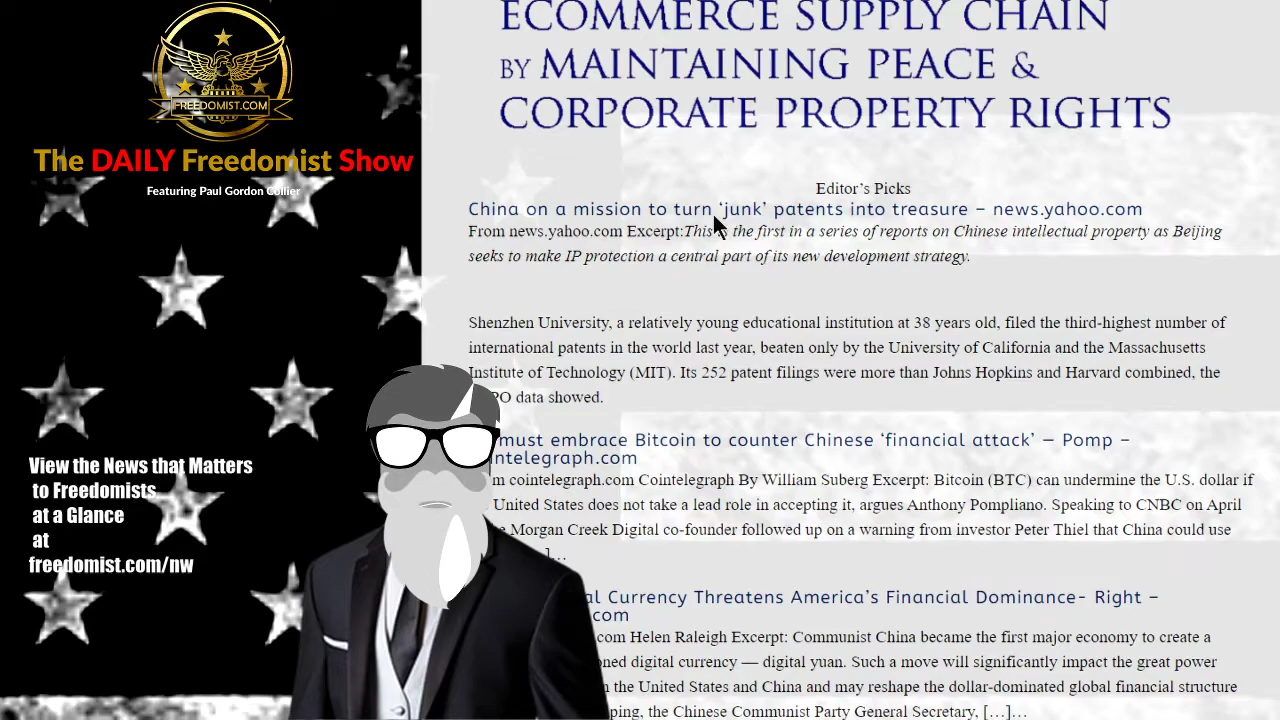 FREEDOMIST.COM
The DAILY Freedomist Show
Featuring Paul Gordon Collier
View the News that Matters
to Freedomists
at a Glance
at
freedomist.com/nw
ECOMMERCE SUPPLY CHAIN
BY MAINTAINING PEACE &
CORPORATE PROPERTY RIGHTS
Editor's Picks
China on a mission to turn ‘junk’ patents into treasure – news.yahoo.com
From news.yahoo.com Excerpt:This is the first in a series of reports on Chinese intellectual property as Beijing
seeks to make IP protection a central part of its new development strategy.
Shenzhen University, a relatively young educational institution at 38 years old, filed the third-highest number of
international patents in the world last year, beaten only by the University of California and the Massachusetts
Institute of Technology (MIT). Its 252 patent filings were more than Johns Hopkins and Harvard combined, the
data showed.
must embrace Bitcoin to counter Chinese ‘financial attack’ – Pomp –
ntelegraph.com
m cointelegraph.com Cointelegraph By William Suberg Excerpt: Bitcoin (BTC) can undermine the U.S. dollar if
United States does not take a lead role in accepting it, argues Anthony Pompliano. Speaking to CNBC on April
Morgan Creek Digital co-founder followed up on a warning from investor Peter Thiel that China could use
]…
al Currency Threatens America’s Financial Dominance- Right –
com
com Helen Raleigh Excerpt: Communist China became the first major economy to create a
oned digital currency — digital yuan. Such a move will significantly impact the great power
the United States and China and may reshape the dollar-dominated global financial structure
ping, the Chinese Communist Party General Secretary, […]…